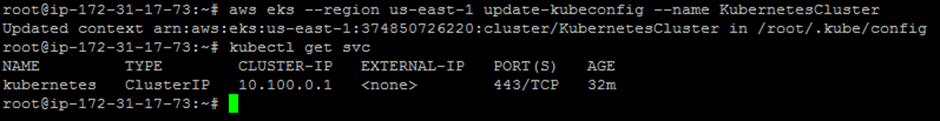 root@ip-172-31-17-73:~# aws eks --region us-east-1 update-kubeconfig --name KubernetesCluster
Updated context arn:aws:eks:us-east-1:374850726220:cluster/KubernetesCluster in /root/.kube/config
root@ip-172-31-17-73:~# kubectl get svc
NAME         TYPE        CLUSTER-IP   EXTERNAL-IP   PORT(S)   AGE
kubernetes   ClusterIP   10.100.0.1   <none>        443/TCP   32m
root@ip-172-31-17-73:~#